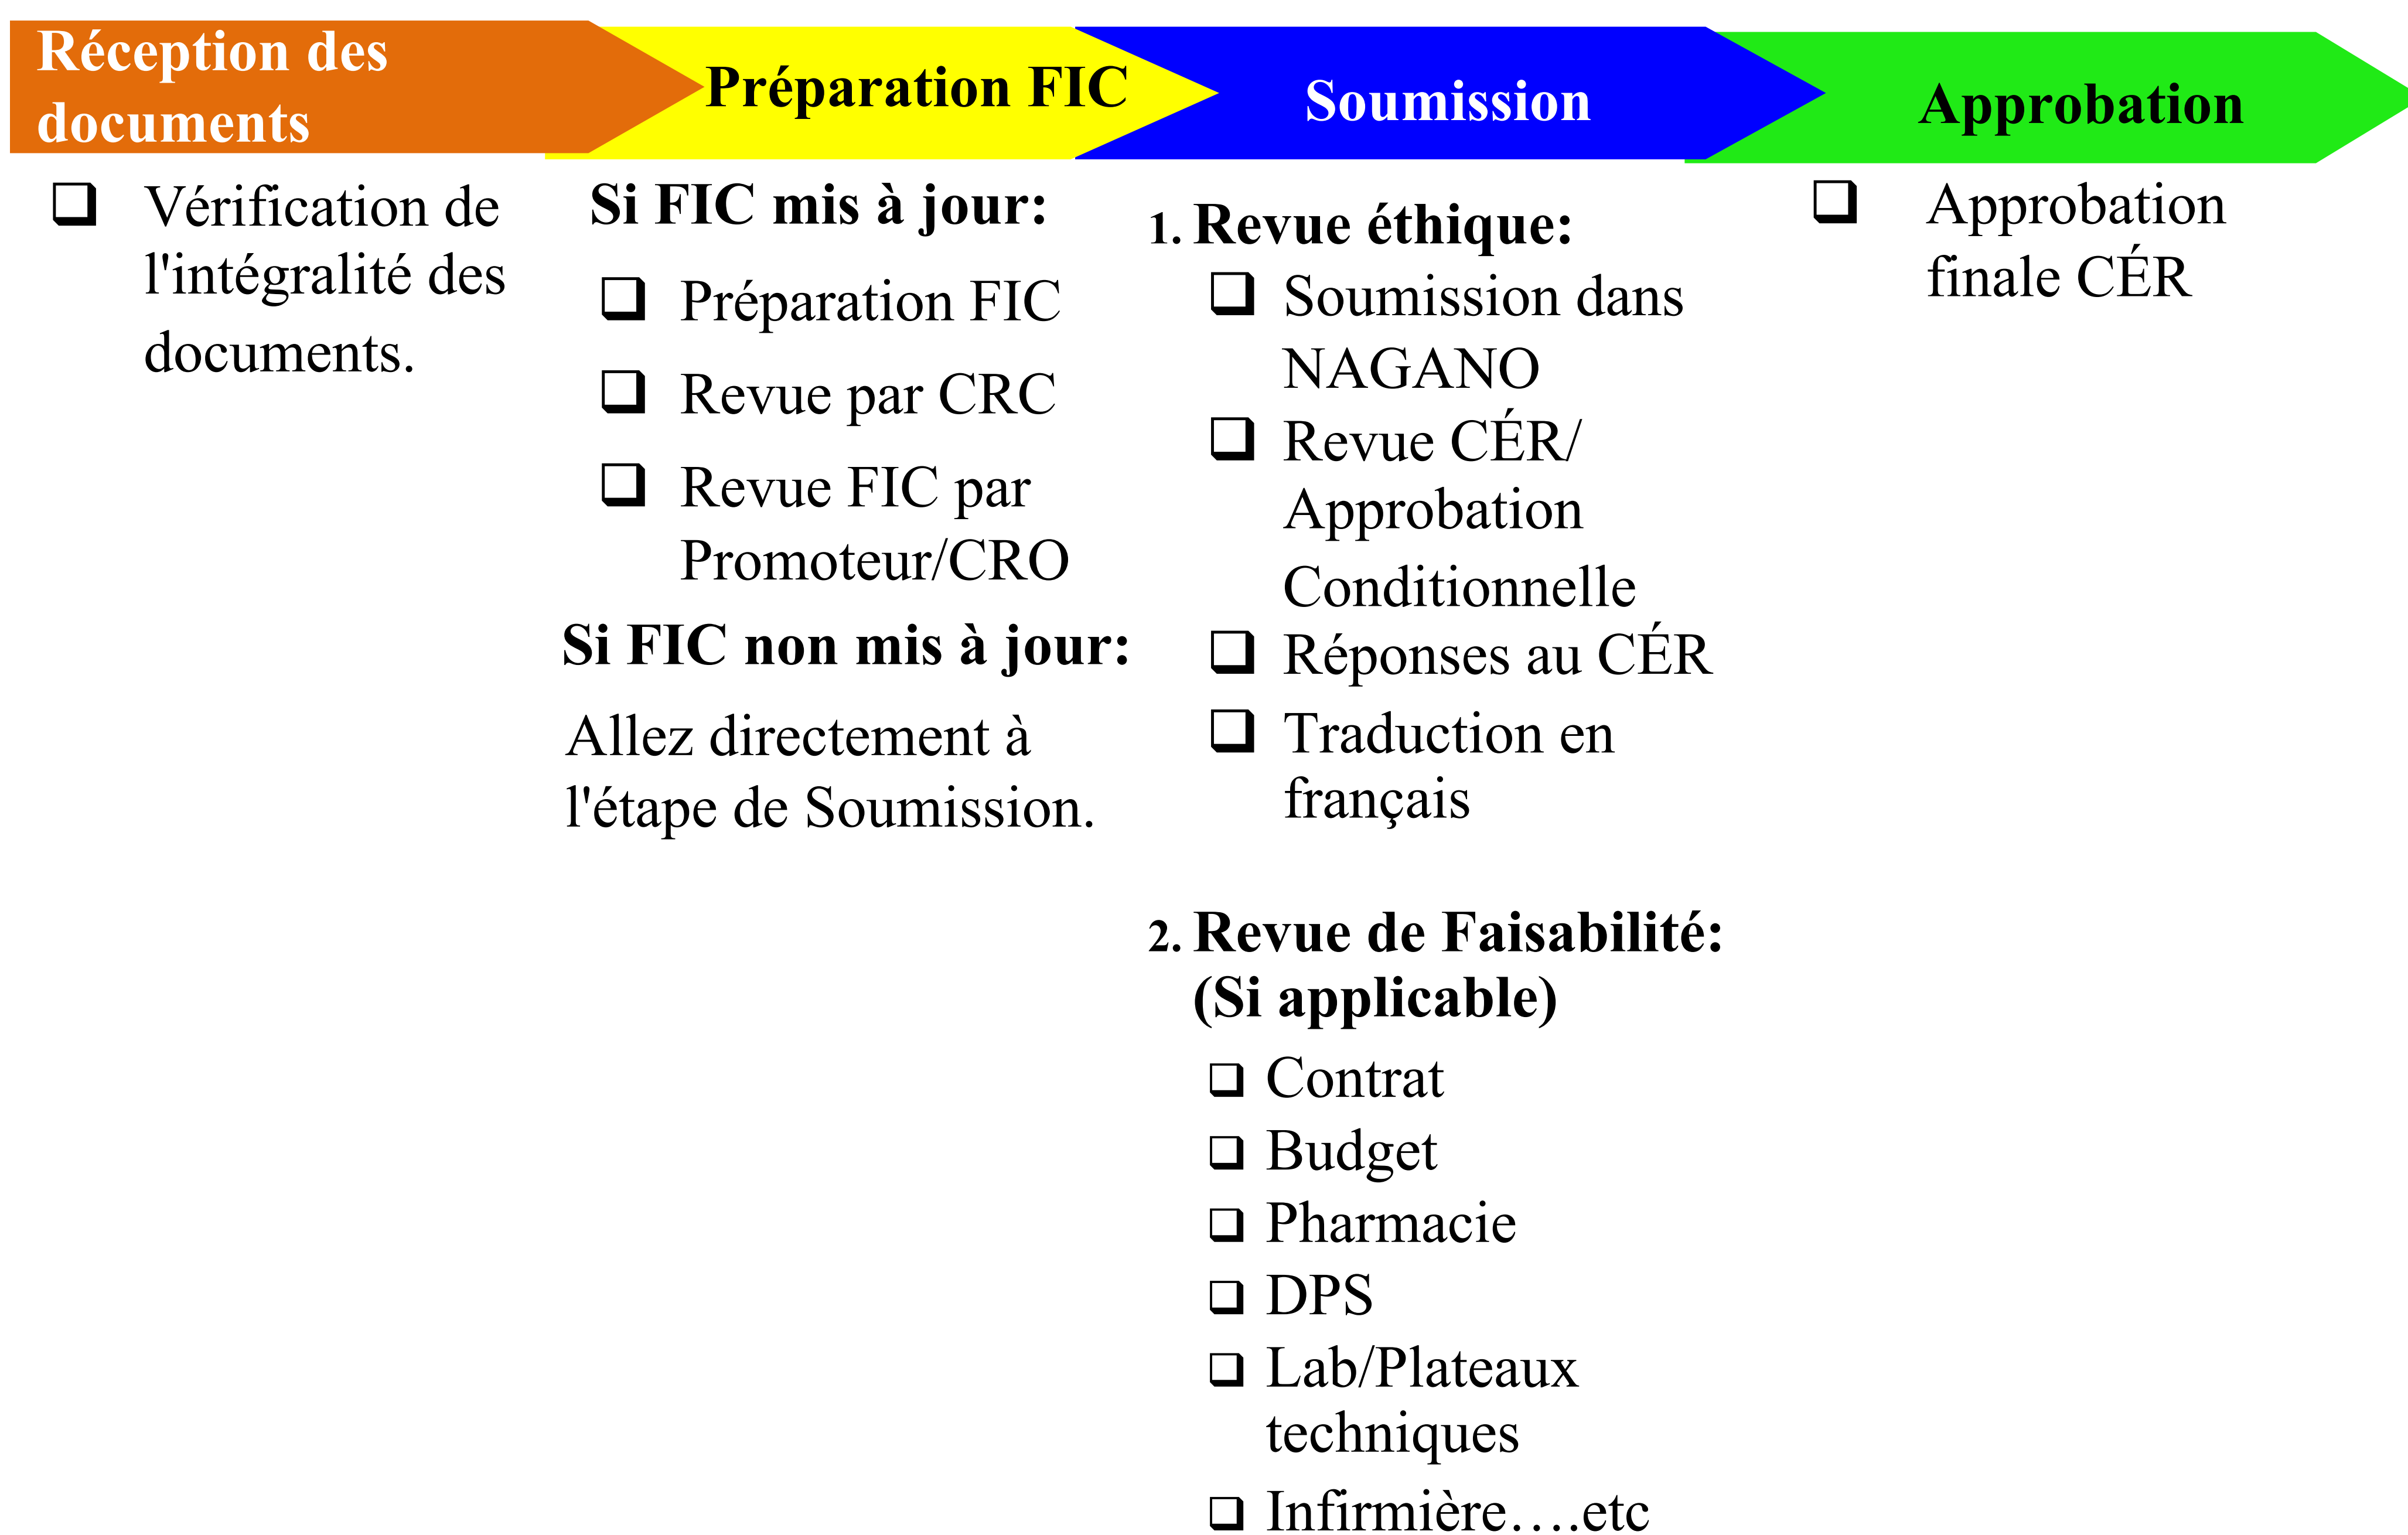 Réception des
documents
Préparation FIC
Soumission
Approbation
❑ Vérification de
l'intégralité des
documents.
Si FIC mis à jour:
❑ Préparation FIC
❑ Revue par CRC
❑ Revue FIC par
Promoteur/CRO
Si FIC non mis à jour:
Allez directement à
l'étape de Soumission.
1. Revue éthique:
❑ Soumission dans
NAGANO
❑ Revue CÉR/
Approbation
Conditionnelle
❑ Réponses au CÉR
❑ Traduction en
français
2. Revue de Faisabilité:
(Si applicable)
❑ Contrat
❑ Budget
❑ Pharmacie
❑ DPS
❑ Lab/Plateaux
techniques
❑ Infirmière….etc
❑ Approbation
finale CÉR